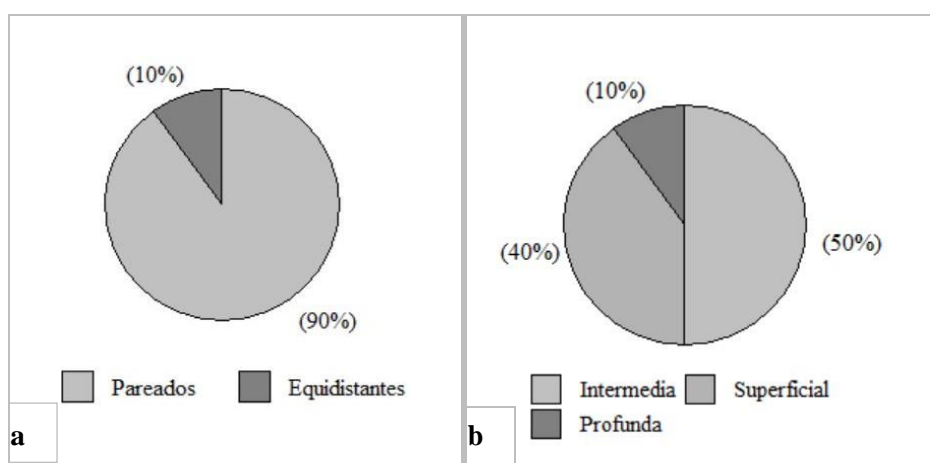 (10%)
(90%)
Pareados Equidistantes
a
(10%)
(40%)
(50%)
Intermedia Superficial
Profunda
b